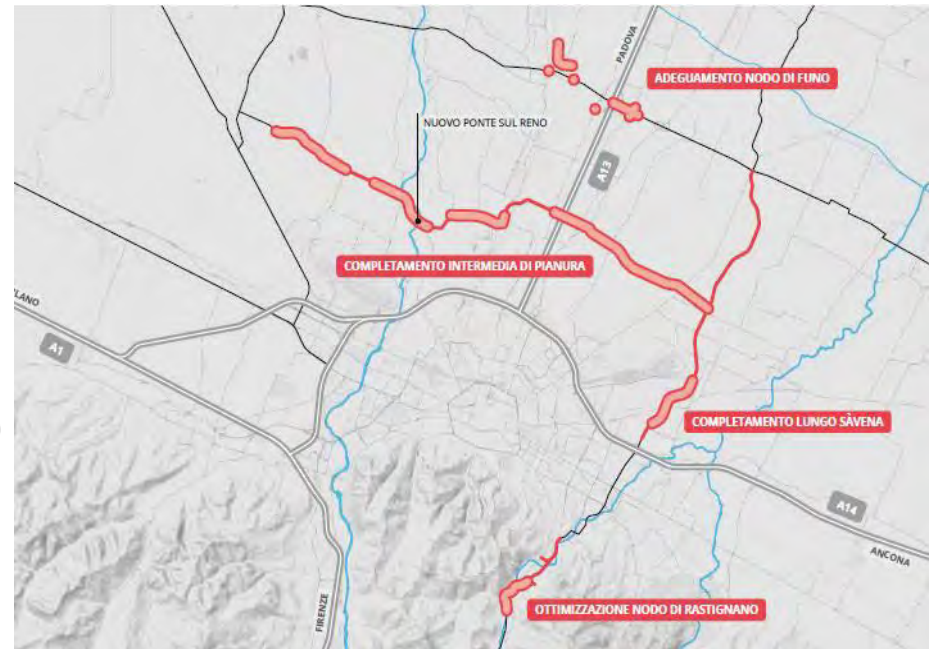 PADOVA
ADEGUAMENTO NODO DI FUNO
NUOVO PONTE SUL RENO
A13
COMPLETAMENTO INTERMEDIA DI PIANURA
LANO
A1
COMPLETAMENTO LUNGO SÀVENA
A14
ANCONA
FIRENZE
OTTIMIZZAZIONE NODO DI RASTIGNANO